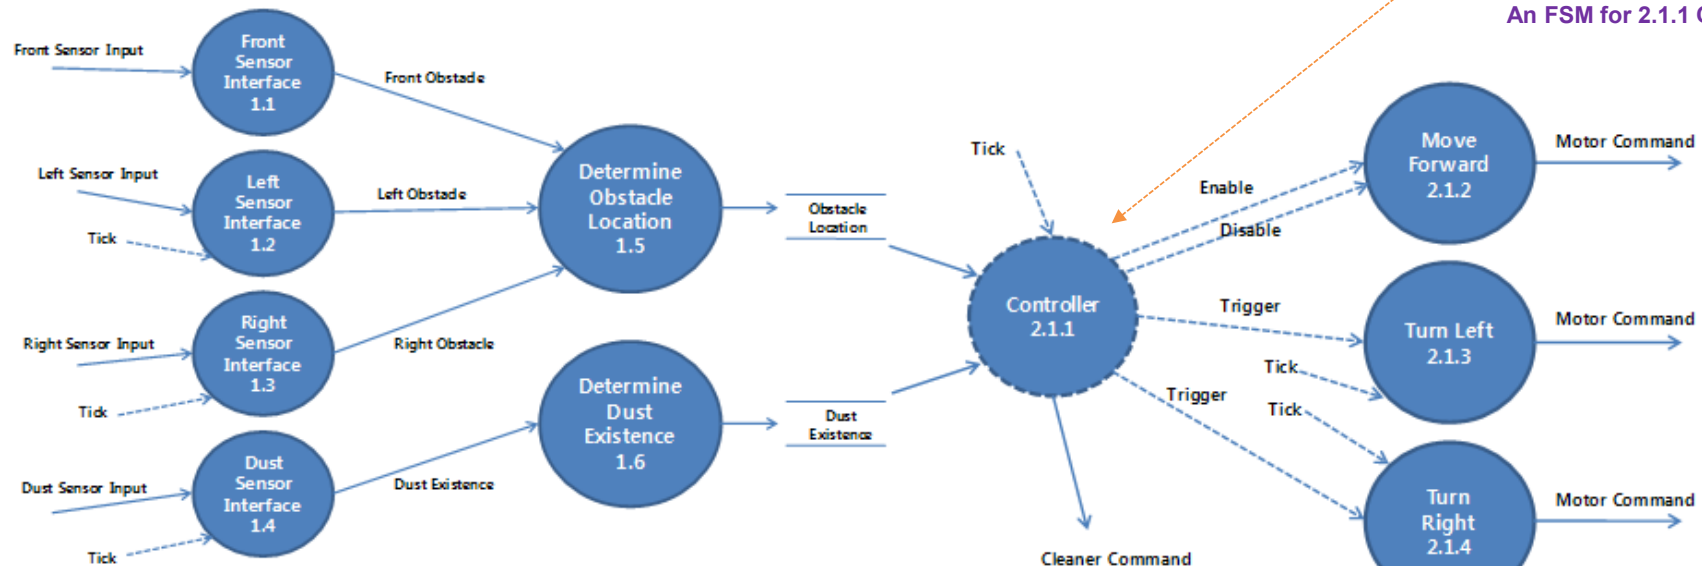 An FSM for 2.1.1 C
Front Sensor Input
Front
Sensor
Interface
1.1
Front Obstade
Left Sensor Input
Tick
Left
Sensor
Interface
1.2
Left Obstade
Right Sensor Input
Tick
Right
Sensor
Interface
1.3
Right Obstacle
Dust Sensor Input
Tick
Dust
Sensor
Interface
1.4
Dust Existence
Determine
Obstacle
Location
1.5
Determine
Dust
Existence
1.6
Obstacle
Location
Dust
Existence
Tick
Controller
2.1.1
Cleaner Command
Enable
Disable
Trigger
Tick
Trigger
Tick
Move
Forward
2.1.2
Motor Command
Turn Left
2.1.3
Motor Command
Turn
Right
2.1.4
Motor Command